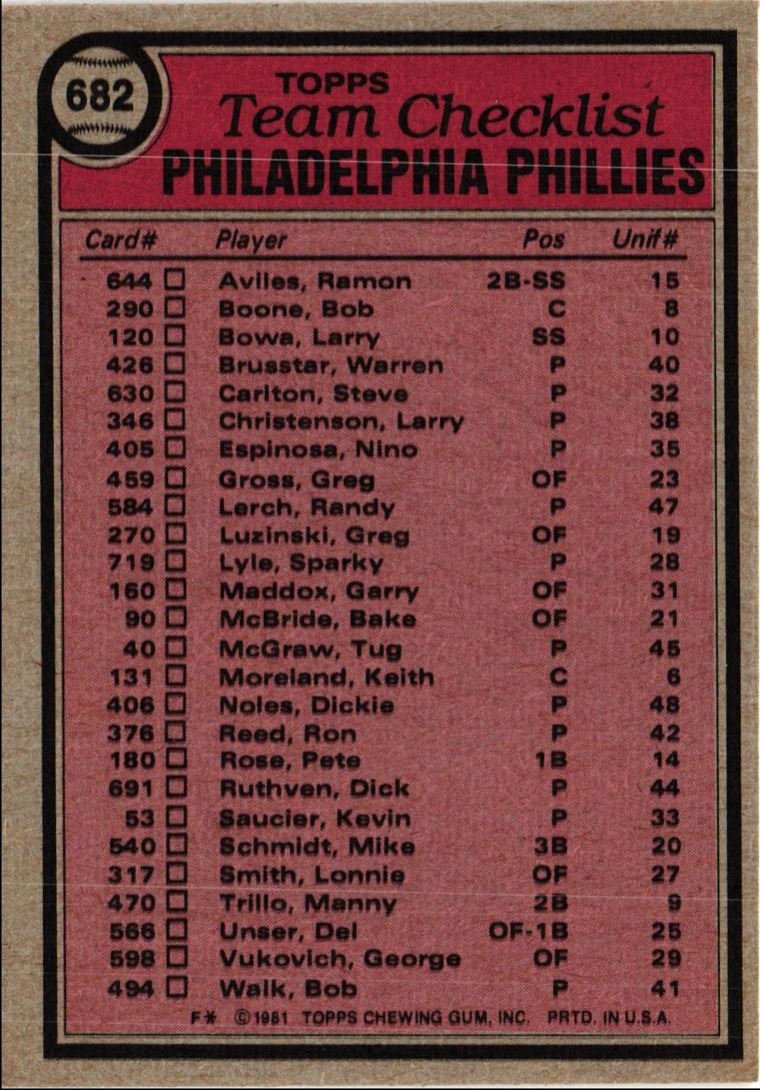 682
TOPPS
Team Checklist
PHILADELPHIA PHILLIES
Card# Player Pos Unif#
644 Aviles, Ramon 2B-SS 15
290 Boone, Bob C 8
120 Bowa, Larry SS 10
426 Brusstar, Warren P 40
630 Carlton, Steve P 32
346 Christenson, Larry P 38
405 Espinosa, Nino P 35
459 Gross, Greg OF 23
584 Lerch, Randy P 47
270 Luzinski, Greg OF 19
719 Lyle, Sparky P 28
160 Maddox, Garry OF 31
90 McBride, Bake OF 21
40 McGraw, Tug P 45
131 Moreland, Keith C 6
406 Noles, Dickie P 48
376 Reed, Ron P 42
180 Rose, Pete 1B 14
691 Ruthven, Dick P 44
53 Saucier, Kevin P 33
540 Schmidt, Mike 3B 20
317 Smith, Lonnie OF 27
470 Trillo, Manny 2B 9
566 Unser, Del OF-1B 25
598 Vukovich, George OF 29
494 Walk, Bob P 41
F* ©1981 TOPPS CHEWING GUM, INC. PRTD. IN U.S.A.